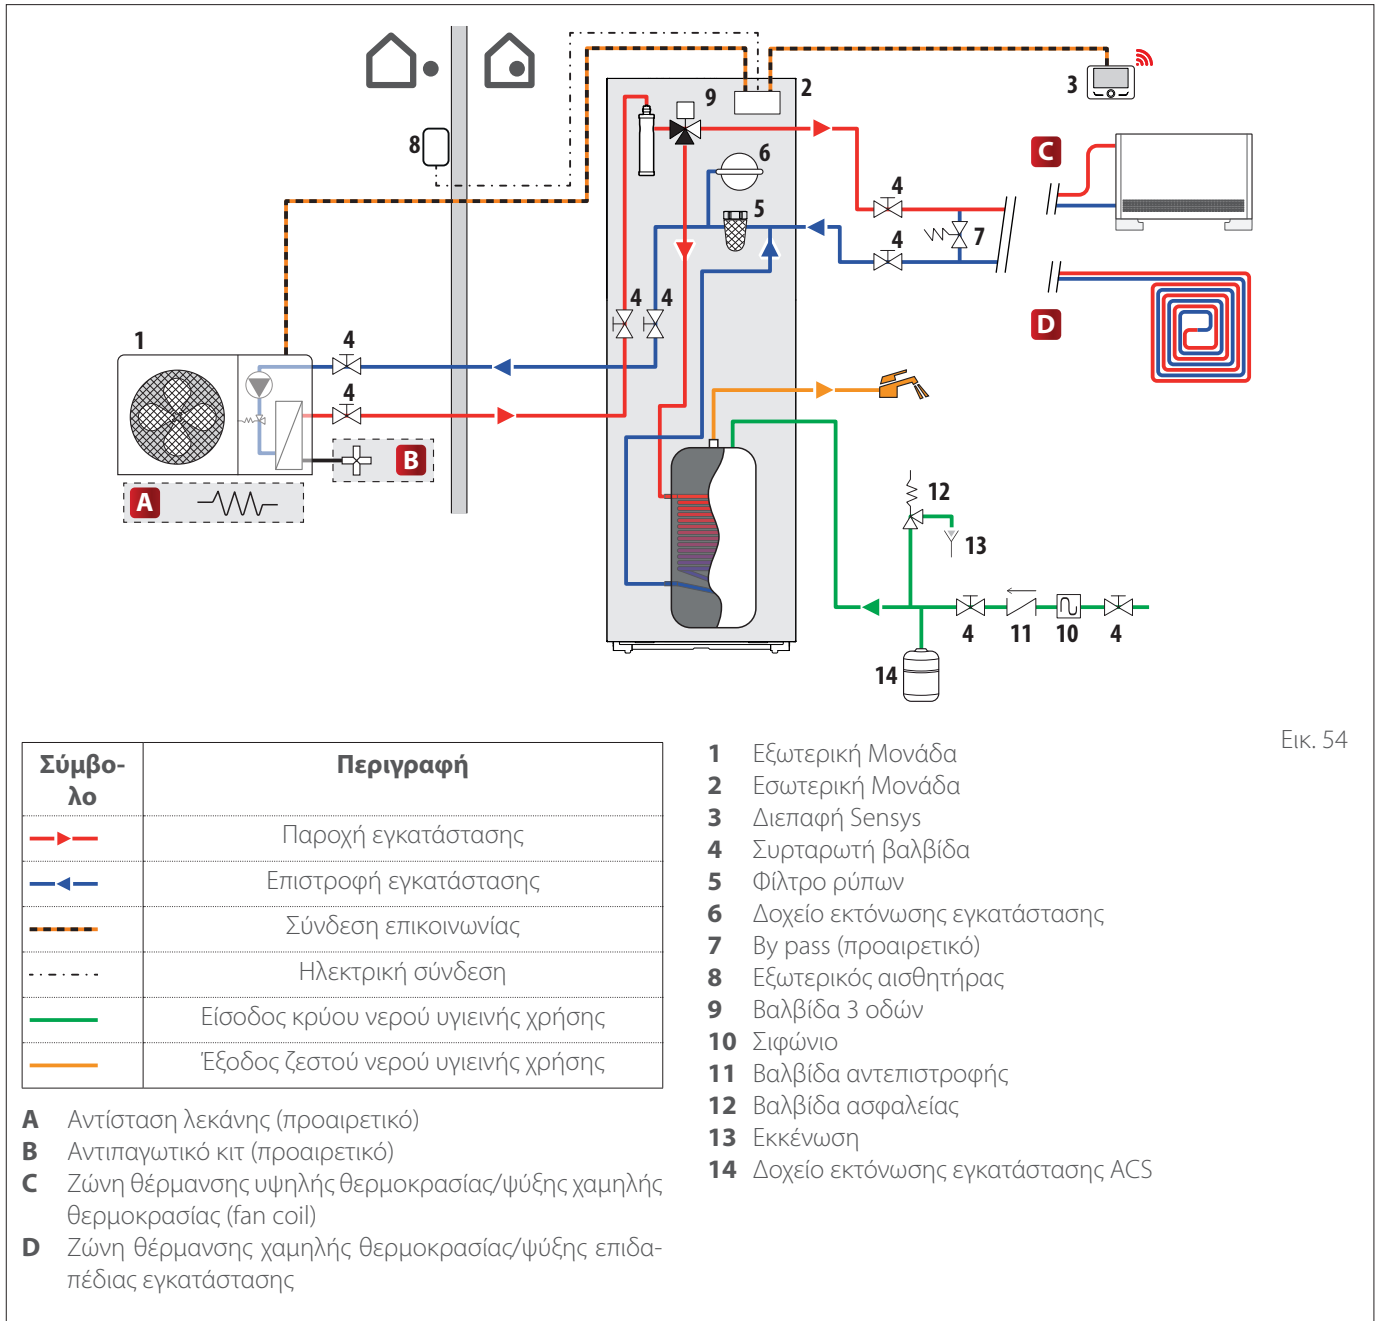 2
9
3
8
6
C
4
5
4
7
4
4
D
1
4
4
B
A
12
13
4
11
10
4
14
Εικ. 54
Σύμβο-
λο
Περιγραφή
Παροχή εγκατάστασης
Επιστροφή εγκατάστασης
Σύνδεση επικοινωνίας
Ηλεκτρική σύνδεση
Είσοδος κρύου νερού υγιεινής χρήσης
Έξοδος ζεστού νερού υγιεινής χρήσης
A Αντίσταση λεκάνης (προαιρετικό)
B Αντιπαγωτικό κιτ (προαιρετικό)
C Ζώνη θέρμανσης υψηλής θερμοκρασίας/ψύξης χαμηλής
θερμοκρασίας (fan coil)
D Ζώνη θέρμανσης χαμηλής θερμοκρασίας/ψύξης επιδα-
πέδιας εγκατάστασης
1 Εξωτερική Μονάδα
2 Εσωτερική Μονάδα
3 Διεπαφή Sensys
4 Συρταρωτή βαλβίδα
5 Φίλτρο ρύπων
6 Δοχείο εκτόνωσης εγκατάστασης
7 By pass (προαιρετικό)
8 Εξωτερικός αισθητήρας
9 Βαλβίδα 3 οδών
10 Σιφώνιο
11 Βαλβίδα αντεπιστροφής
12 Βαλβίδα ασφαλείας
13 Εκκένωση
14 Δοχείο εκτόνωσης εγκατάστασης ACS